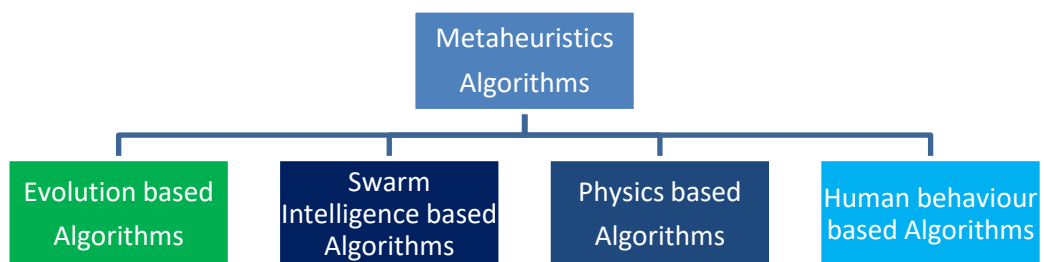 Metaheuristics
Algorithms
Evolution based
Algorithms
Swarm
Intelligence based
Algorithms
Physics based
Algorithms
Human behaviour
based Algorithms